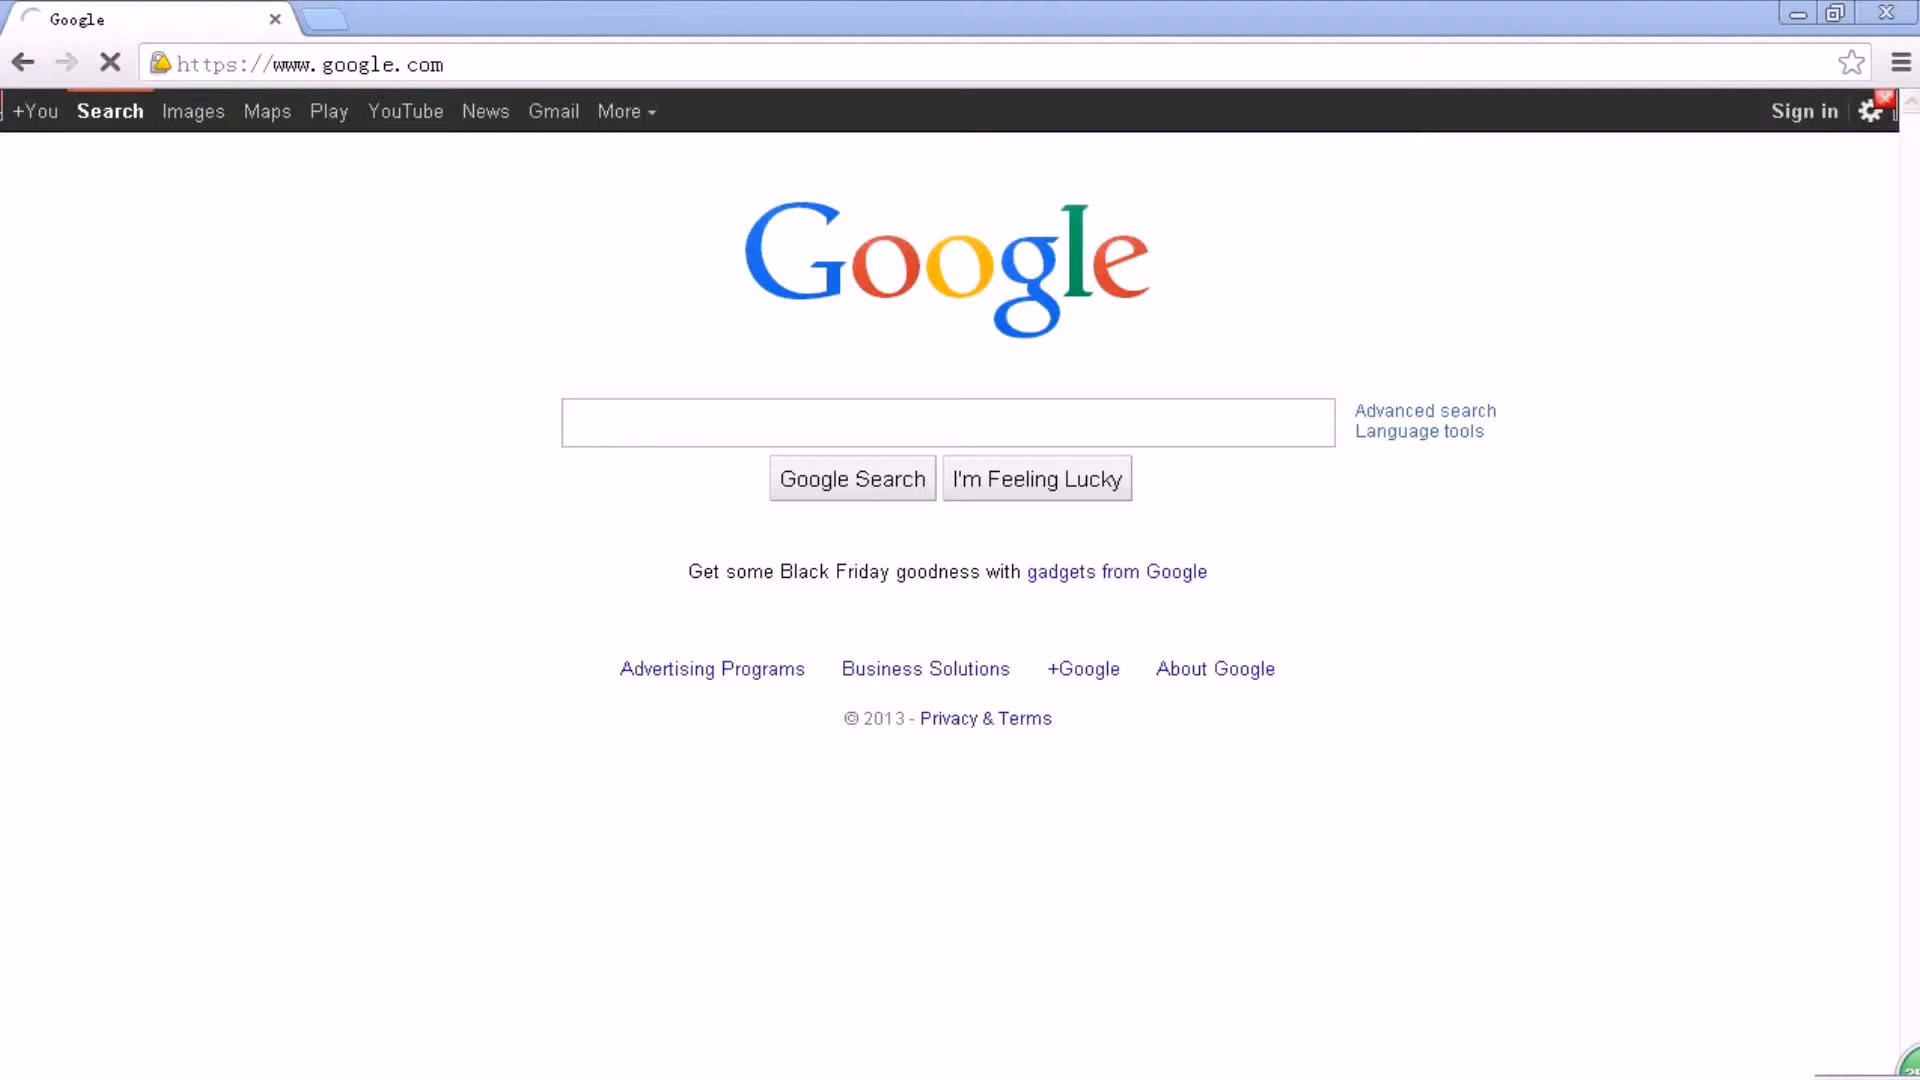 Google
https://www.google.com
+You Search Images Maps Play YouTube News Gmail More Sign in
Google
Advanced search
Language tools
Google Search I'm Feeling Lucky
Get some Black Friday goodness with gadgets from Google
Advertising Programs Business Solutions +Google About Google
© 2013 - Privacy & Terms